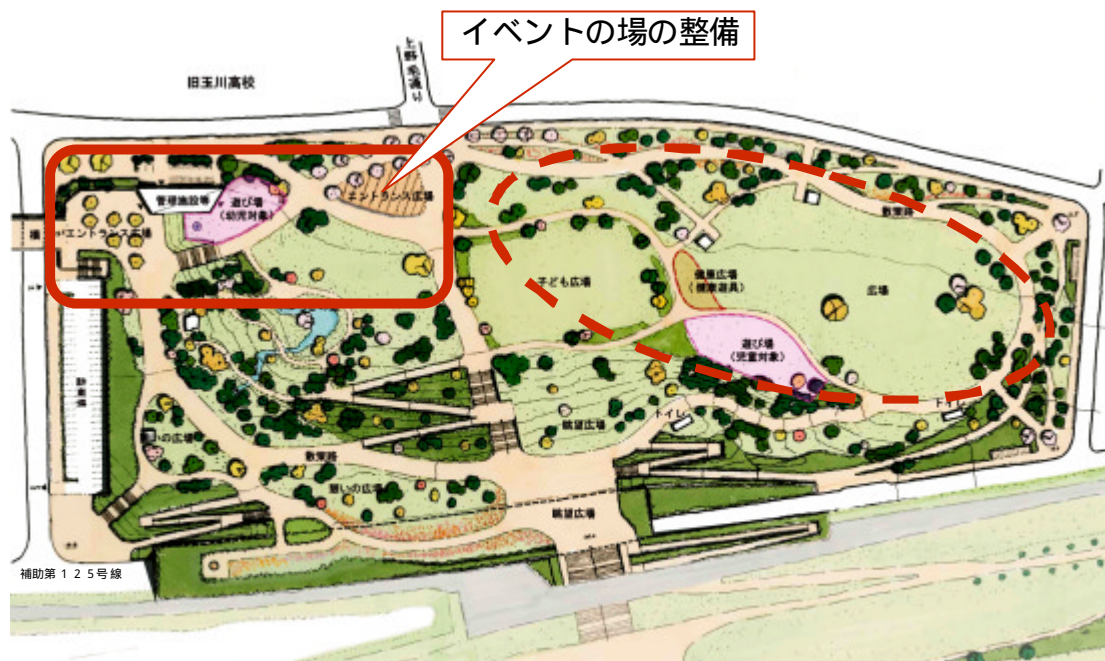 イベントの場の整備
旧玉川高校
上野毛通り
管理施設等
遊び場
（幼児対象）
エントランス広場
エントランス広場
橋
散策路
子ども広場
健康広場
（健康遊具）
広場
遊び場
（児童対象）
駐車場
トイレ
眺望広場
憩いの広場
散策路
憩いの広場
眺望広場
補助第１２５号線